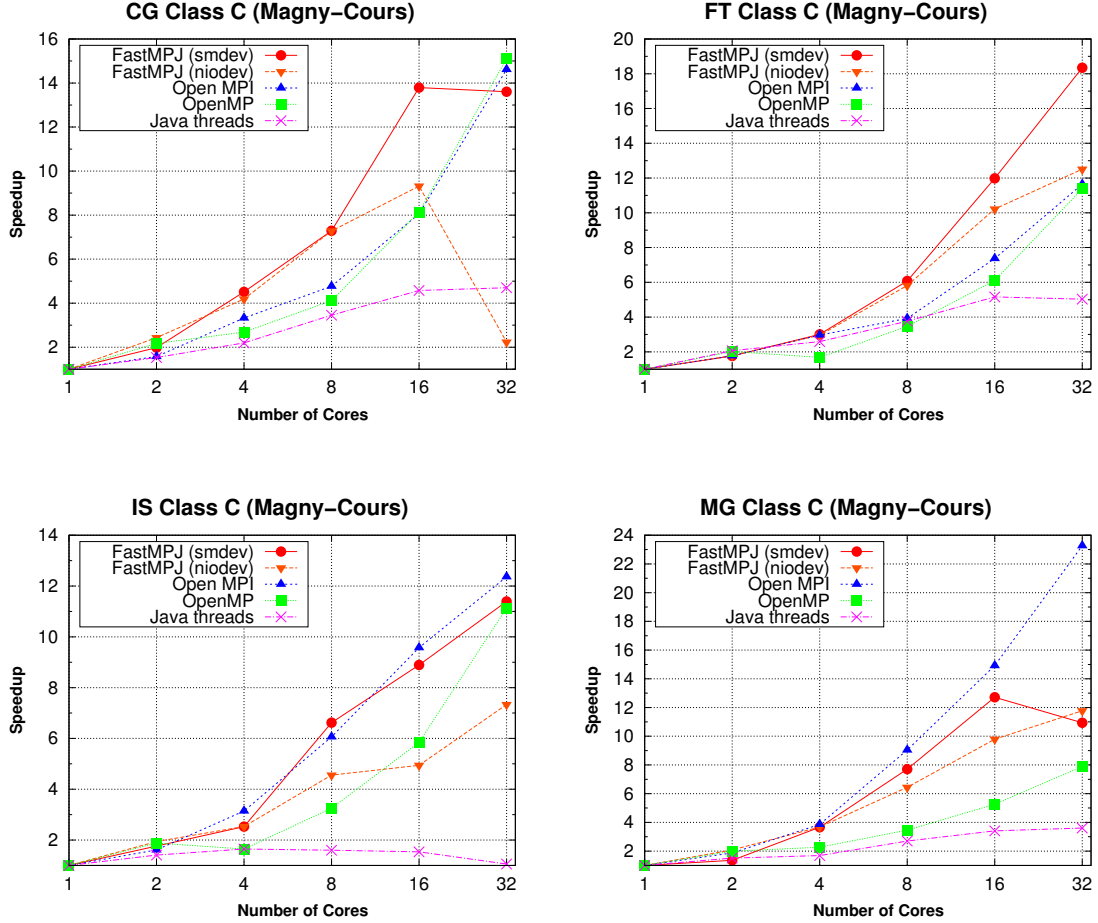 CG Class C (Magny-Cours)
16
14
12
10
8
6
4
2
Speedup
FastMPJ (smdev)
FastMPJ (niodev)
Open MPI
OpenMP
Java threads
1 2 4 8 16 32
Number of Cores
FT Class C (Magny-Cours)
20
18
16
14
12
10
8
6
4
2
Speedup
FastMPJ (smdev)
FastMPJ (niodev)
Open MPI
OpenMP
Java threads
1 2 4 8 16 32
Number of Cores
IS Class C (Magny-Cours)
14
12
10
8
6
4
2
Speedup
FastMPJ (smdev)
FastMPJ (niodev)
Open MPI
OpenMP
Java threads
1 2 4 8 16 32
Number of Cores
MG Class C (Magny-Cours)
24
22
20
18
16
14
12
10
8
6
4
2
Speedup
FastMPJ (smdev)
FastMPJ (niodev)
Open MPI
OpenMP
Java threads
1 2 4 8 16 32
Number of Cores